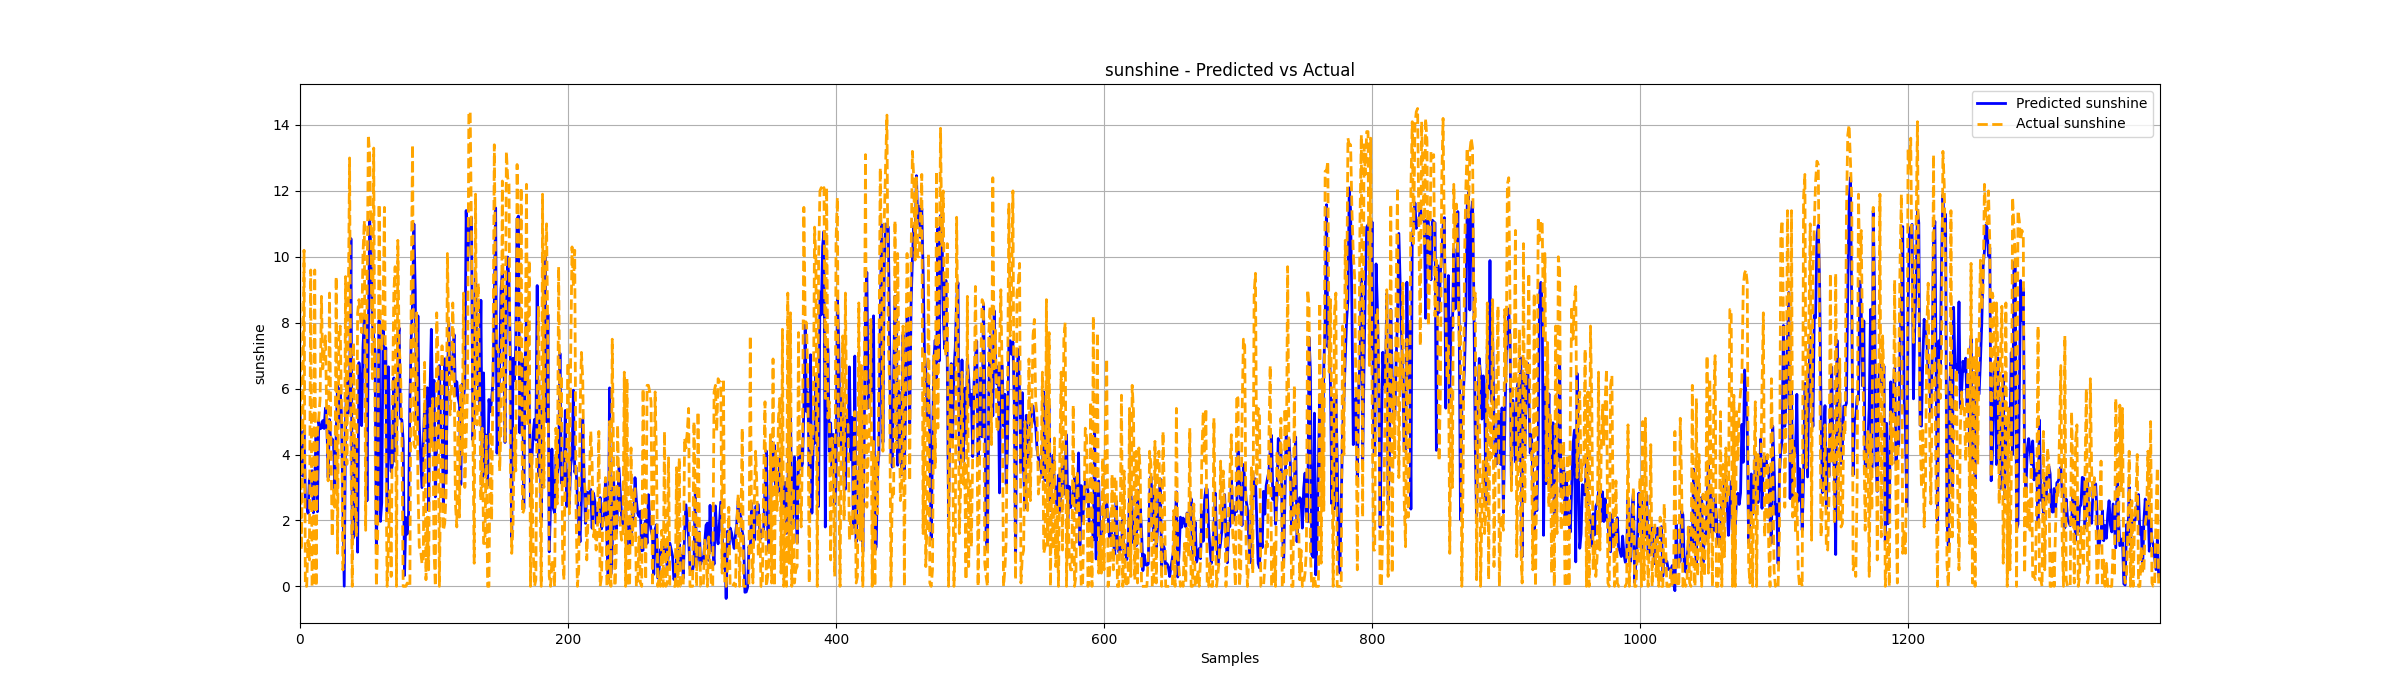 sunshine - Predicted vs Actual
Predicted sunshine
Actual sunshine
sunshine
14
12
10
8
6
4
2
0
0 200 400 600 800 1000 1200
Samples